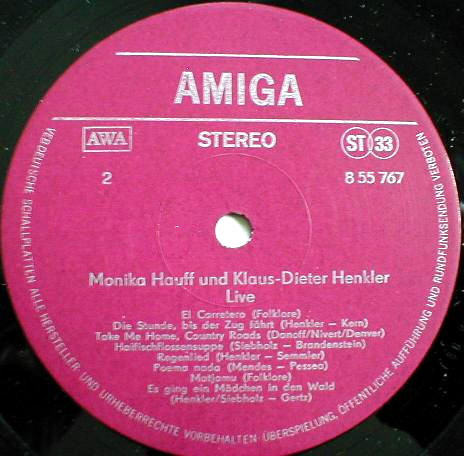 AMIGA
AWA
STEREO
ST 33
2
8 55 767
Monika Hauff und Klaus-Dieter Henkler
Live
El Carretero (Folklore)
Die Stunde, bis der Zug fährt (Henkler – Kern)
Take Me Home, Country Roads (Danoff/Nivert/Denver)
Haifischflossensuppe (Siebholz – Brandenstein)
Regenlied (Henkler – Semmler)
Poema nada (Mendes – Pessea)
Matjamu (Folklore)
Es ging ein Mädchen in den Wald
(Henkler/Siebholz – Gertz)
VEB DEUTSCHE SCHALLPLATTEN ALLE HERSTELLER- UND URHEBERRECHTE VORBEHALTEN · ÜBERSPIELUNG, ÖFFENTLICHE AUFFÜHRUNG UND RUNDFUNKSENDUNG VERBOTEN